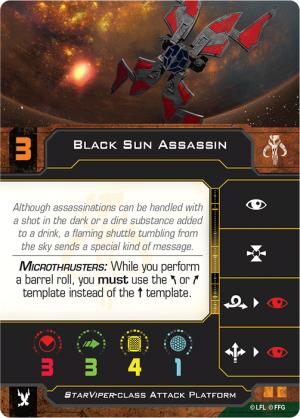 3
Black Sun Assassin
Although assassinations can be handled with
a shot in the dark or a dire substance added
to a drink, a flaming shuttle tumbling from
the sky sends a special kind of message.
Microthrusters: While you perform
a barrel roll, you must use the ↖ or ↗
template instead of the ↑ template.
3 3 4 1
StarViper-class Attack Platform
©LFL ©FFG